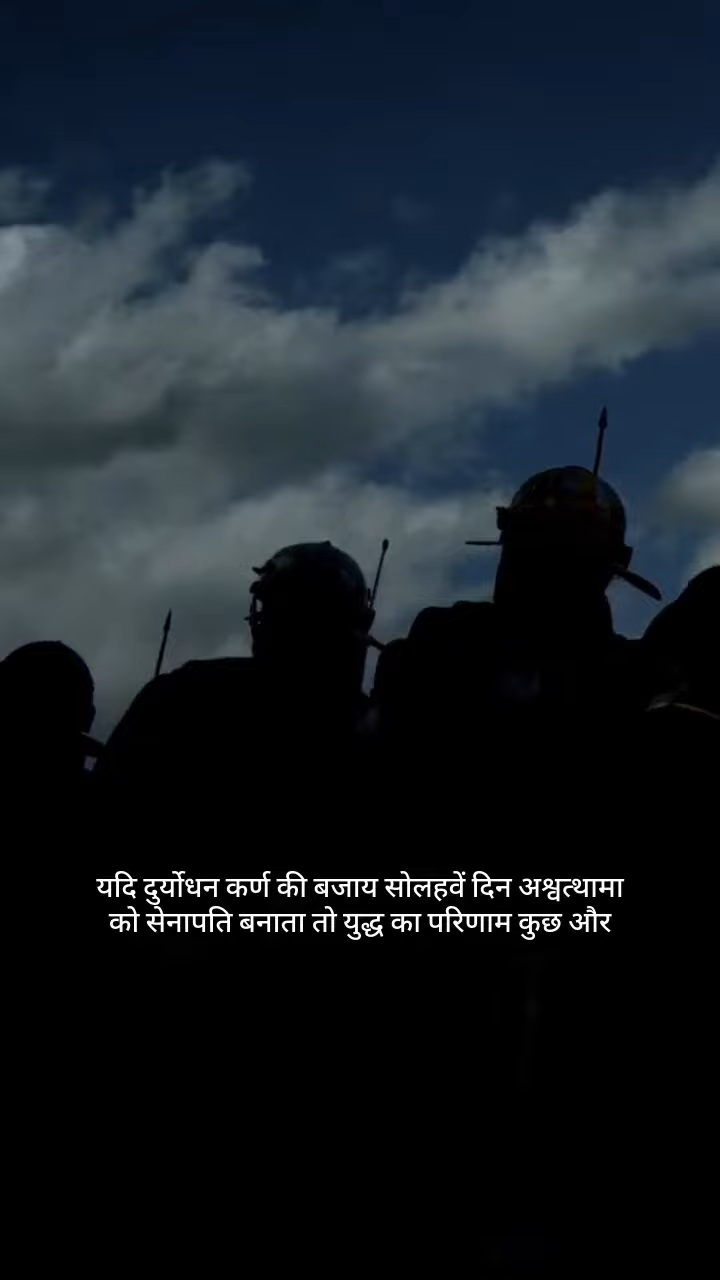 यदि दुर्योधन कर्ण की बजाय सोलहवें दिन अश्वत्थामा
को सेनापति बनाता तो युद्ध का परिणाम कुछ और